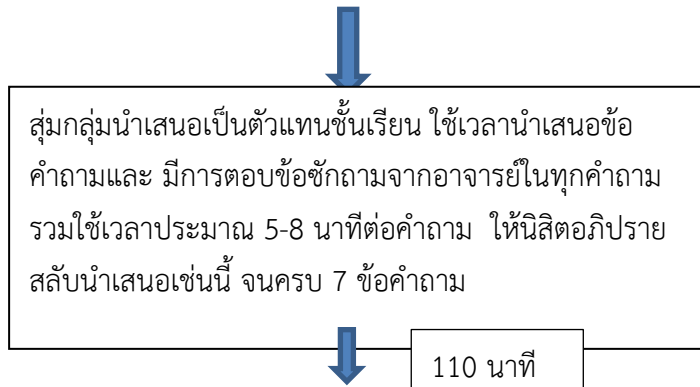 สุ่มกลุ่มนำเสนอเป็นตัวแทนชั้นเรียน ใช้เวลานำเสนอข้อ
คำถามและ มีการตอบข้อซักถามจากอาจารย์ในทุกคำถาม
รวมใช้เวลาประมาณ 5-8 นาทีต่อคำถาม ให้นิสิตอภิปราย
สลับนำเสนอเช่นนี้ จนครบ 7 ข้อคำถาม
110 นาที